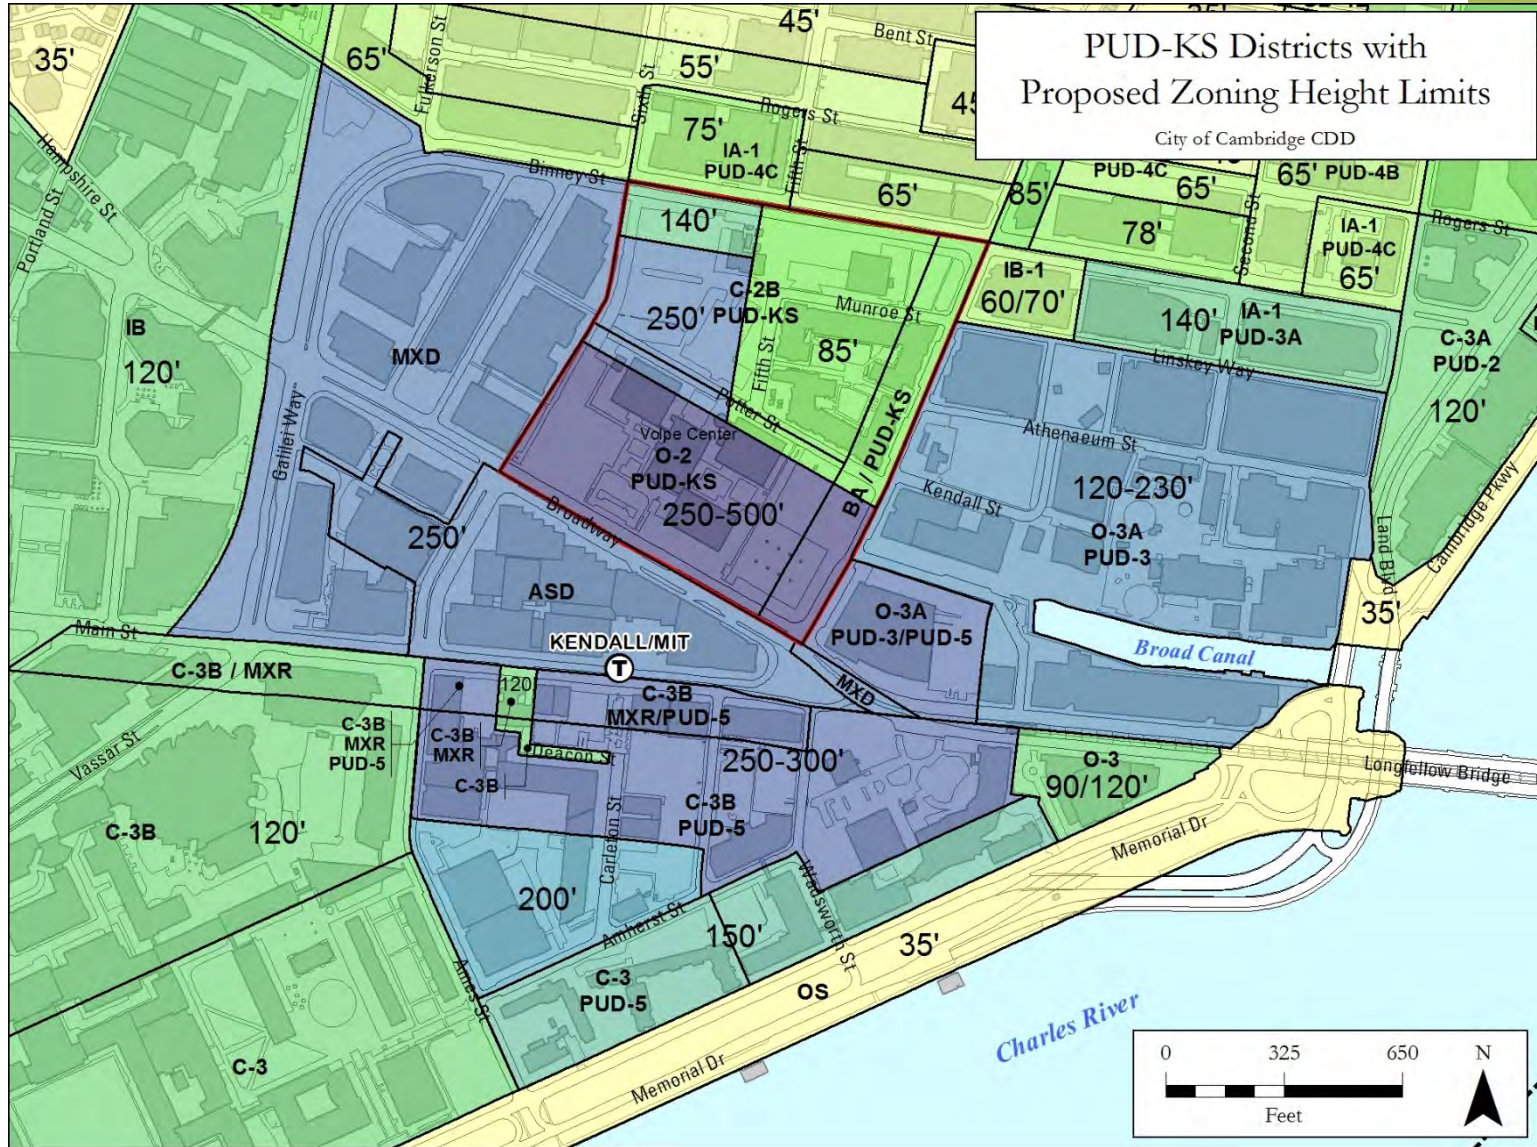 PUD-KS Districts with
Proposed Zoning Height Limits
City of Cambridge CDD
35'
65'
Fulkerson St
55'
45'
Bent St
Sixth St
Rogers St
75'
IA-1
PUD-4C
Fifth St
65'
85'
PUD-4C
65'
65'
PUD-4B
78'
Second St
IA-1
PUD-4C
65'
Rogers St
Hampshire St
Portland St
Binney St
140'
C-2B
PUD-KS
250'
Munroe St
85'
Fifth St
IB-1
60/70'
140'
IA-1
PUD-3A
Linskey Way
C-3A
PUD-2
120'
IB
120'
MXD
Galilei Way
Potter St
Volpe Center
O-2
PUD-KS
250-500'
BA / PUD-KS
Athenaeum St
Kendall St
120-230'
O-3A
PUD-3
Land Blvd
Cambridge Pkwy
Broadway
250'
ASD
O-3A
PUD-3/PUD-5
35'
Broad Canal
Main St
KENDALL/MIT
T
MXD
C-3B / MXR
120
C-3B
MXR/PUD-5
C-3B
MXR
PUD-5
C-3B
MXR
C-3B
Deacon St
250-300'
C-3B
PUD-5
O-3
90/120'
Longfellow Bridge
Vassar St
C-3B
120'
Carleton St
Memorial Dr
200'
Amherst St
Wadsworth St
150'
35'
C-3
PUD-5
OS
Ames St
C-3
Memorial Dr
Charles River
0 325 650
Feet
N